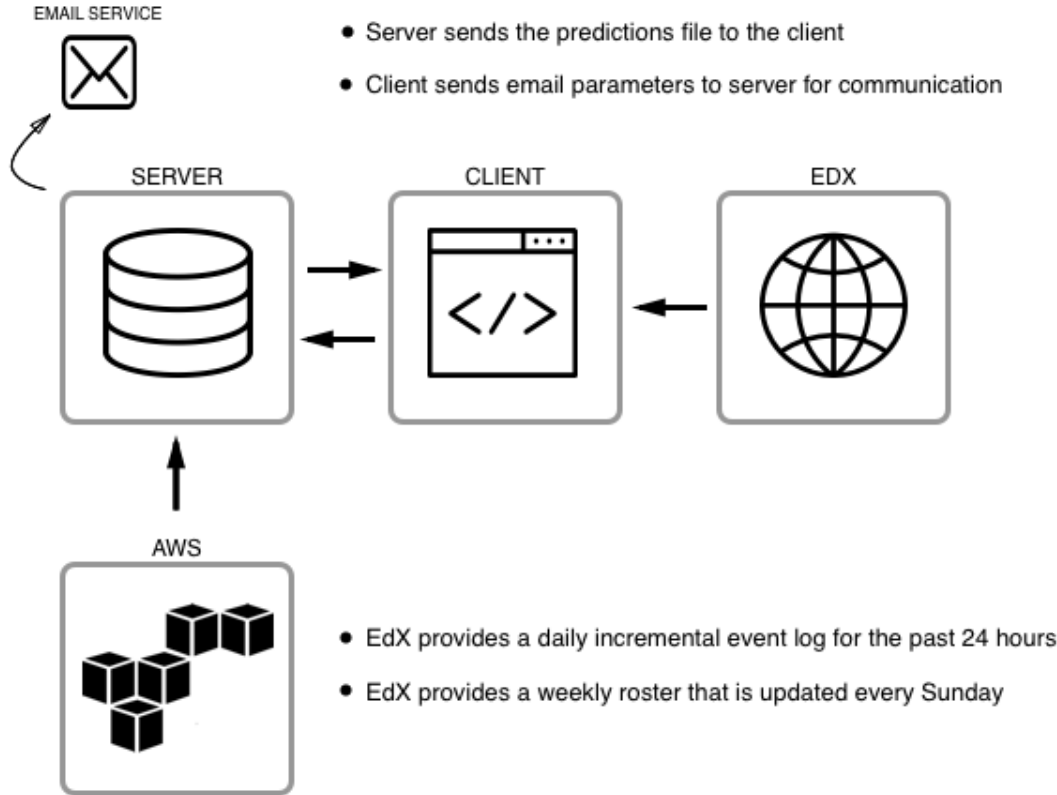 EMAIL SERVICE
• Server sends the predictions file to the client
• Client sends email parameters to server for communication
SERVER
CLIENT
EDX
</>
AWS
• EdX provides a daily incremental event log for the past 24 hours
• EdX provides a weekly roster that is updated every Sunday